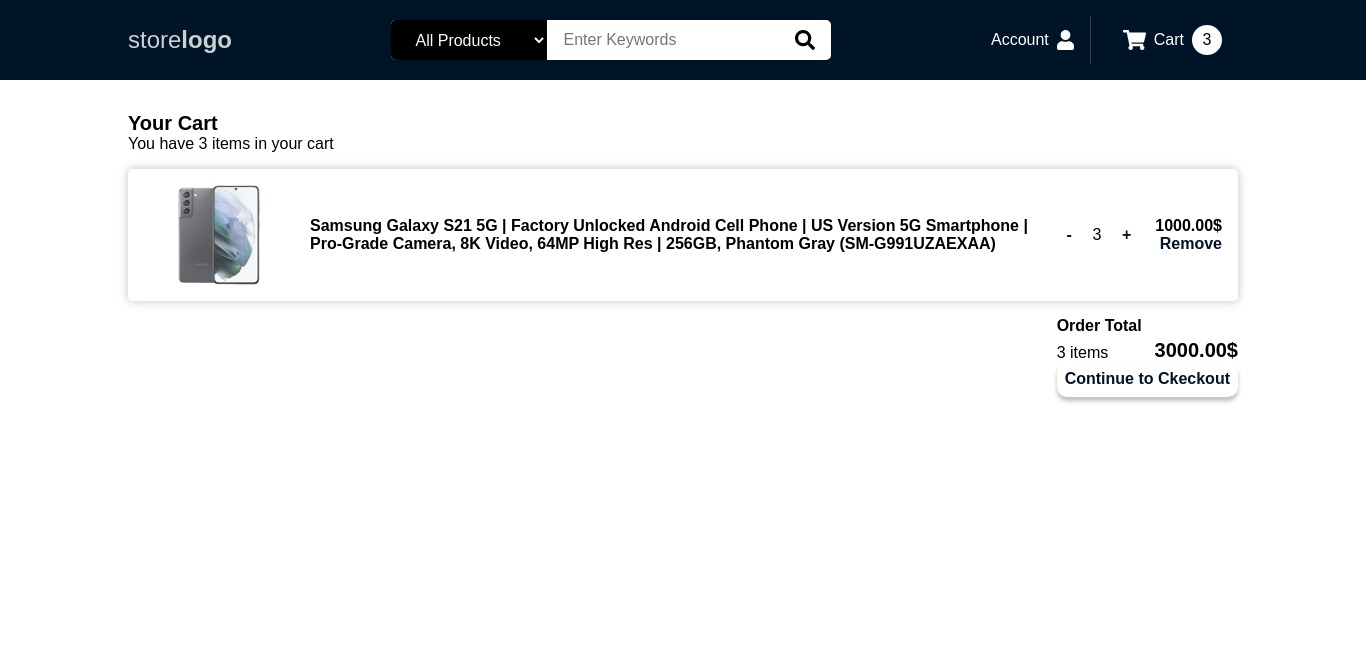 storelogo
All Products
Enter Keywords
Account
Cart
3
Your Cart
You have 3 items in your cart
Samsung Galaxy S21 5G | Factory Unlocked Android Cell Phone | US Version 5G Smartphone |
Pro-Grade Camera, 8K Video, 64MP High Res | 256GB, Phantom Gray (SM-G991UZAEXAA)
- 3 +
1000.00$
Remove
Order Total
3 items 3000.00$
Continue to Ckeckout